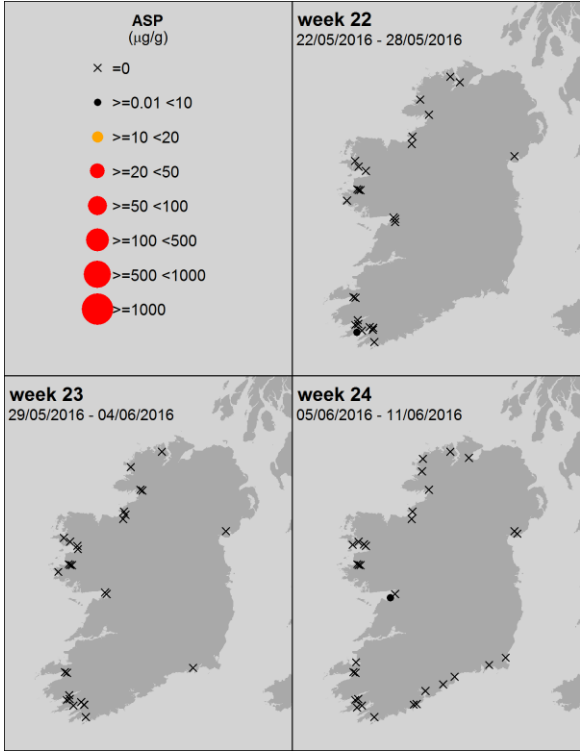 ASP
(µg/g)
=0
>=0.01 <10
>=10 <20
>=20 <50
>=50 <100
>=100 <500
>=500 <1000
>=1000
week 22
22/05/2016 - 28/05/2016
week 23
29/05/2016 - 04/06/2016
week 24
05/06/2016 - 11/06/2016